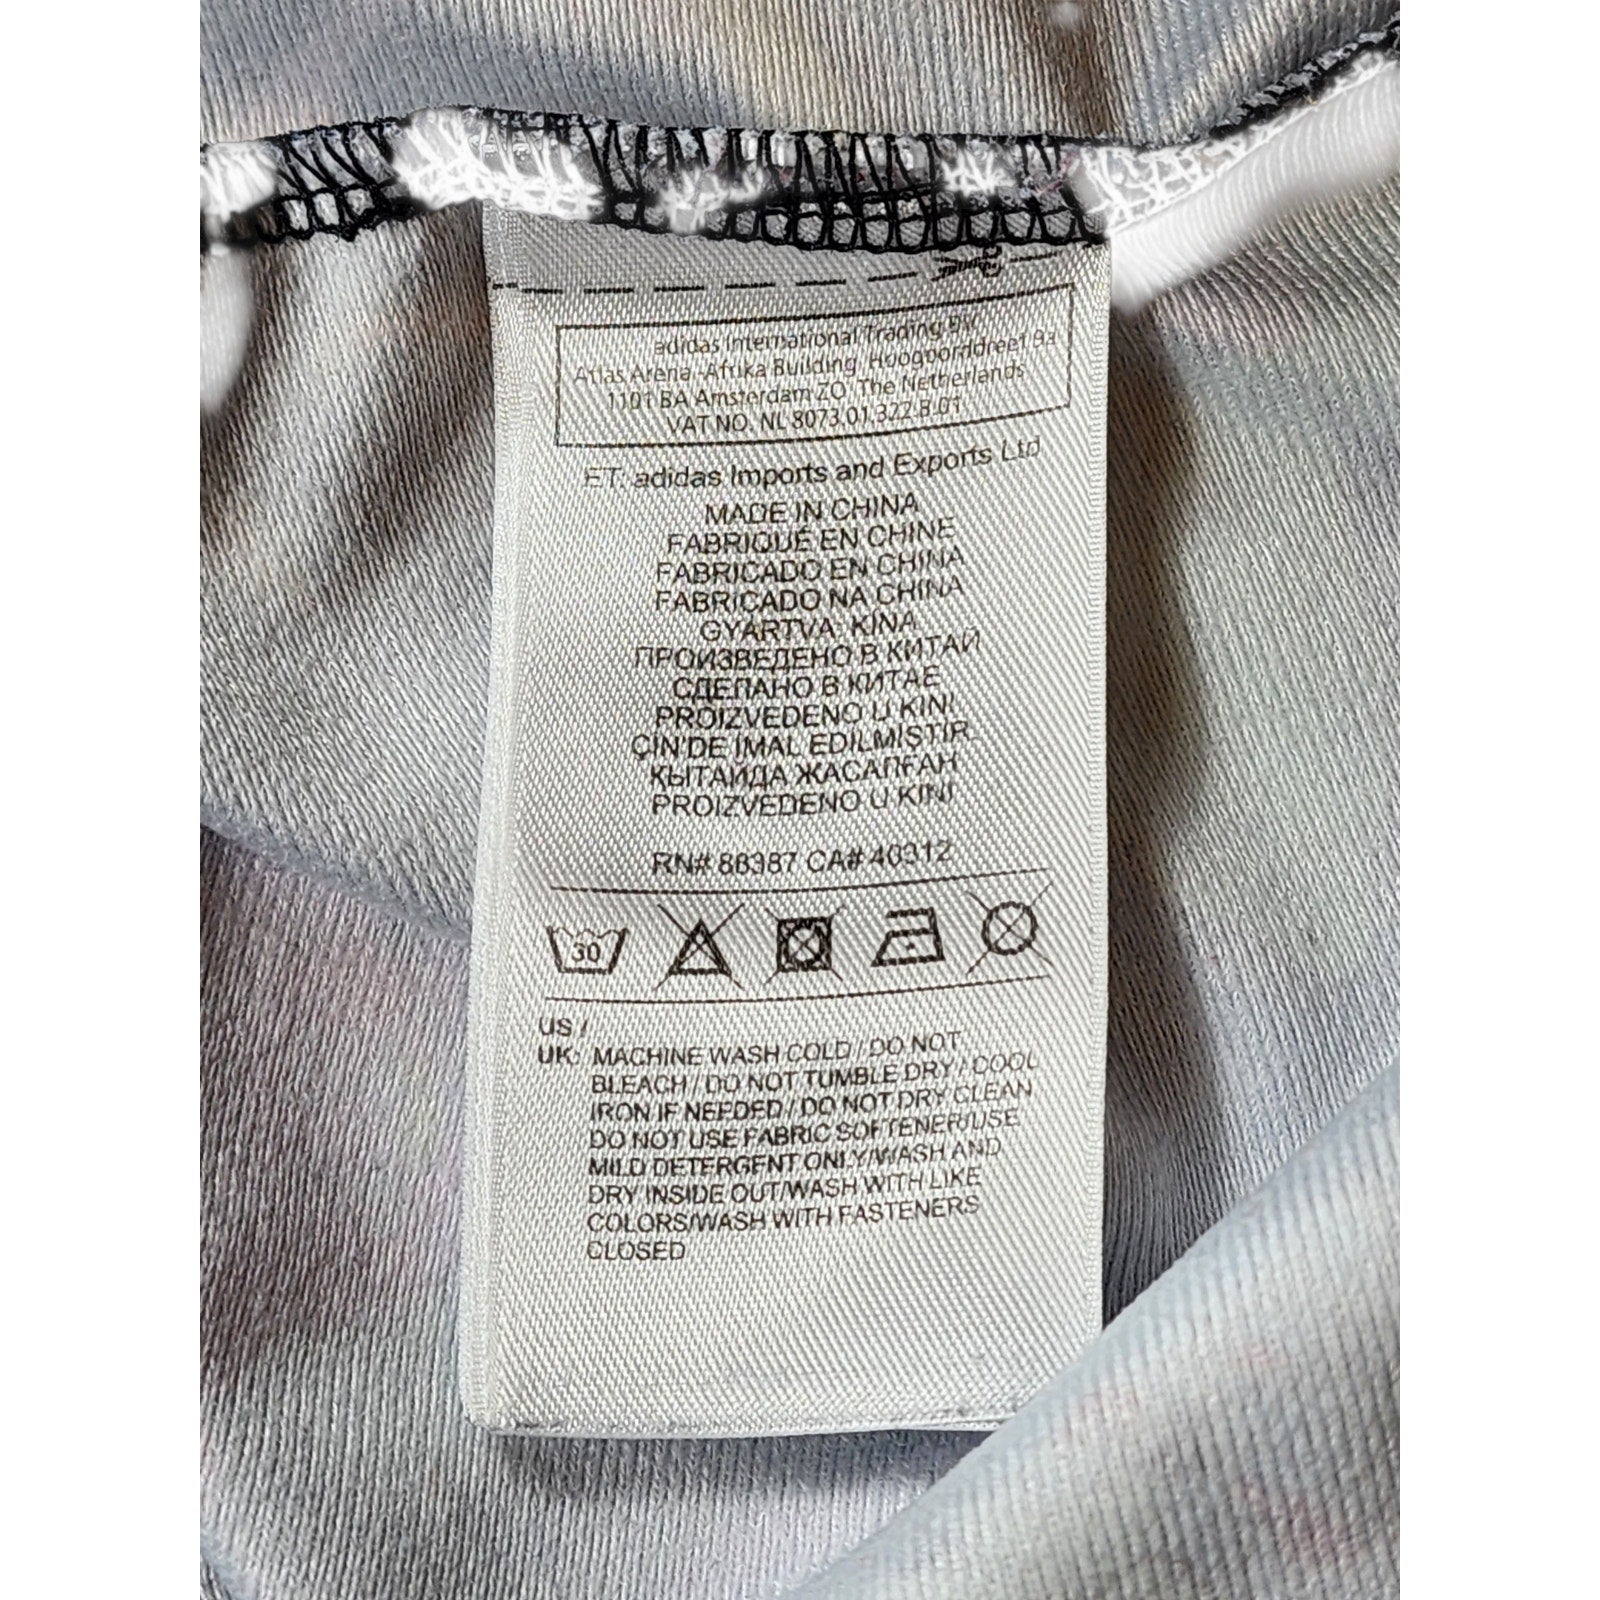 adidas International Trading B.V.
Atlas Arena -Afrika Building, Hoogoorddreef 9a
1101 BA Amsterdam ZO The Netherlands
VAT NO. NL 8073.01.322.B.01
ET: adidas Imports and Exports Ltd
MADE IN CHINA
FABRIQUÉ EN CHINE
FABRICADO EN CHINA
FABRICADO NA CHINA
GYÁRTVA: KÍNA
ПРОИЗВЕДЕНО В КИТАЙ
СДЕЛАНО В КИТАЕ
PROIZVEDENO U KINI
ÇİN'DE İMAL EDİLMİŞTİR
ҚЫТАЙДА ЖАСАЛҒАН
PROIZVEDENO U KINI
RN# 88387 CA# 40312
30
US /
UK: MACHINE WASH COLD / DO NOT
BLEACH / DO NOT TUMBLE DRY / COOL
IRON IF NEEDED / DO NOT DRY CLEAN
DO NOT USE FABRIC SOFTENER/USE
MILD DETERGENT ONLY/WASH AND
DRY INSIDE OUT/WASH WITH LIKE
COLORS/WASH WITH FASTENERS
CLOSED